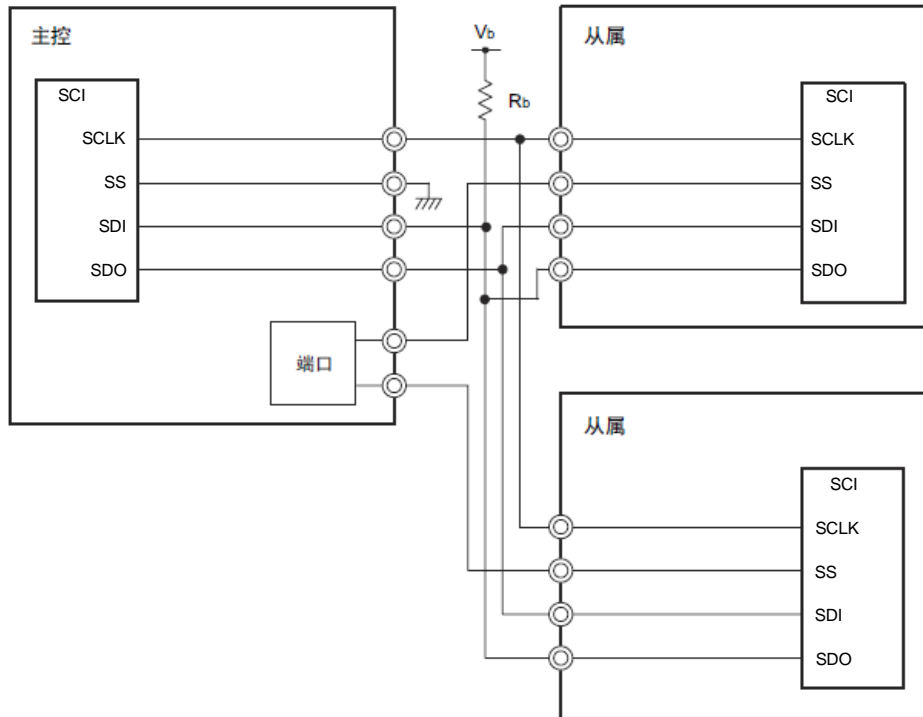 主控
SCI
SCLK
SS
SDI
SDO
端口
Vb
Rb
从属
SCI
SCLK
SS
SDI
SDO
从属
SCI
SCLK
SS
SDI
SDO